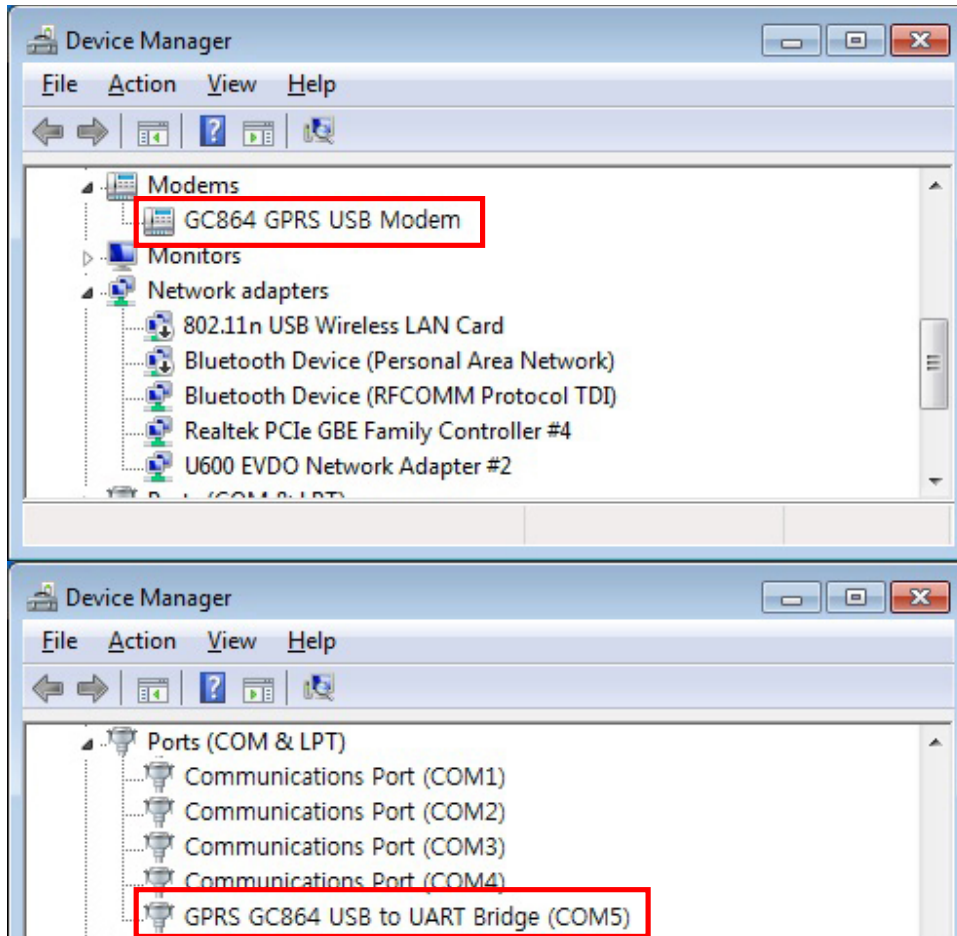 Device Manager
File Action View Help
Modems
GC864 GPRS USB Modem
Monitors
Network adapters
802.11n USB Wireless LAN Card
Bluetooth Device (Personal Area Network)
Bluetooth Device (RFCOMM Protocol TDI)
Realtek PCIe GBE Family Controller #4
U600 EVDO Network Adapter #2
Ports (COM & LPT)
Device Manager
File Action View Help
Ports (COM & LPT)
Communications Port (COM1)
Communications Port (COM2)
Communications Port (COM3)
Communications Port (COM4)
GPRS GC864 USB to UART Bridge (COM5)